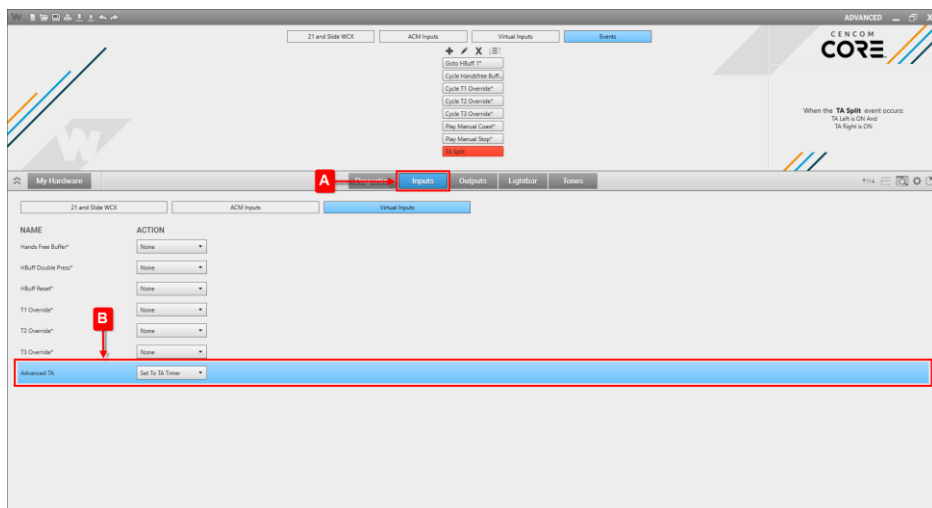 ADVANCED
21 and Slide WCX
ACM Inputs
Virtual Inputs
Events
Goto HBuff 1*
Cycle Handsfree Buff...
Cycle T1 Override*
Cycle T2 Override*
Cycle T3 Override*
Play Manual Coast*
Play Manual Stop*
TA Split
CENCOM
CORE
When the TA Split event occurs:
TA Left is ON And
TA Right is ON
W
My Hardware
A
Inputs
Outputs
Lightbar
Tones
21 and Slide WCX
ACM Inputs
Virtual Inputs
NAME
ACTION
Hands Free Buffer*
None
HBuff Double Press*
None
HBuff Reset*
None
T1 Override*
None
B
T2 Override*
None
T3 Override*
None
Advanced TA
Set To TA Timer